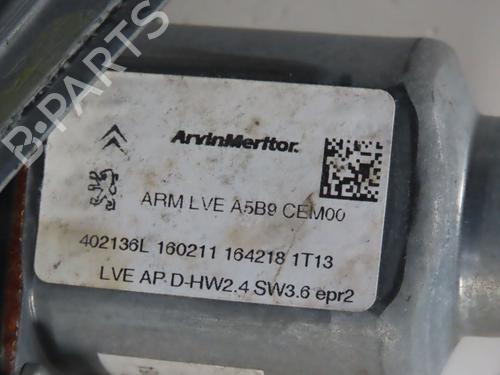 B-PARTS
ArvinMeritor.
ARM LVE A5B9 CEM00
402136L 160211 164218 1T13
LVE AP D-HW2.4 SW3.6 epr2